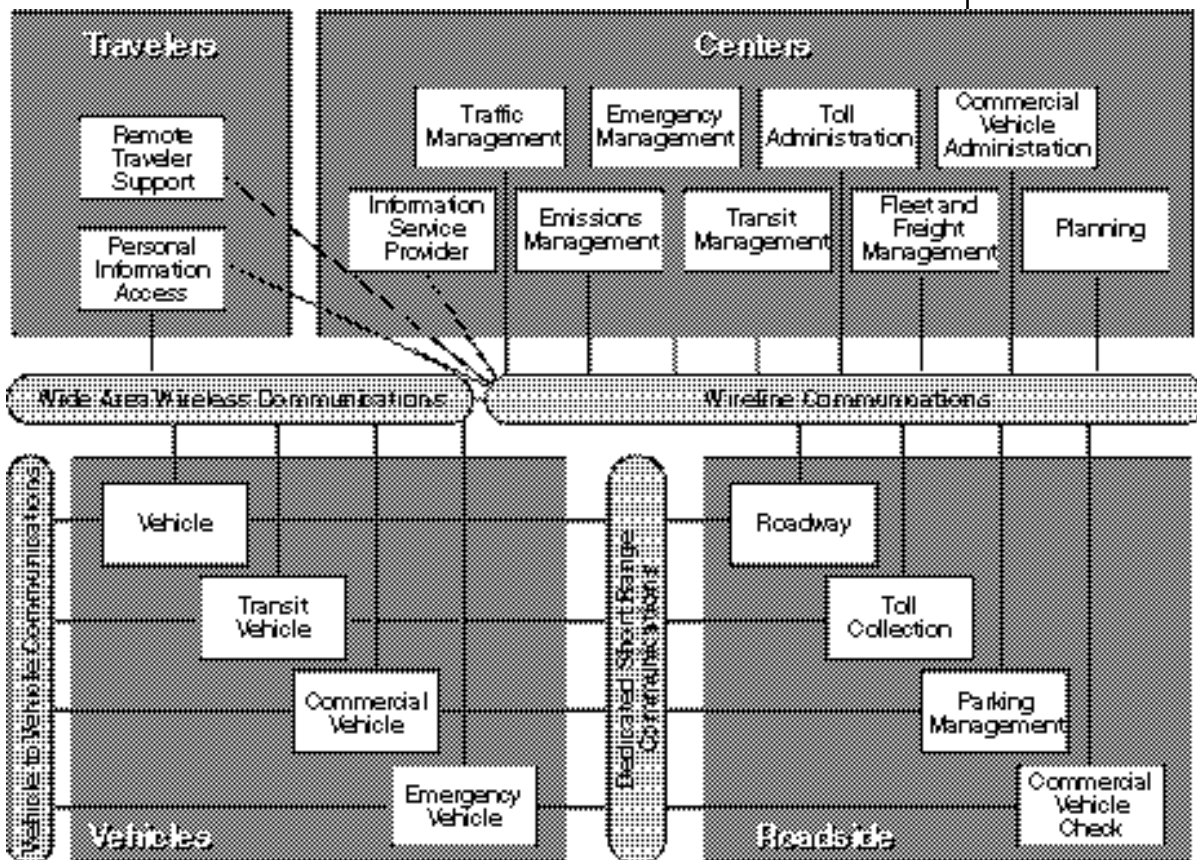 Travelers
Remote
Traveler
Support
Personal
Information
Access
Centers
Traffic
Management
Emergency
Management
Toll
Administration
Commercial
Vehicle
Administration
Information
Service
Provider
Emissions
Management
Transit
Management
Fleet and
Freight
Management
Planning
Wide Area Wireless Communications
Wireline Communications
Vehicle to Vehicle Communications
Vehicle
Transit
Vehicle
Commercial
Vehicle
Emergency
Vehicle
Vehicles
Dedicated Short Range
Communications
Roadway
Toll
Collection
Parking
Management
Commercial
Vehicle
Check
Roadside